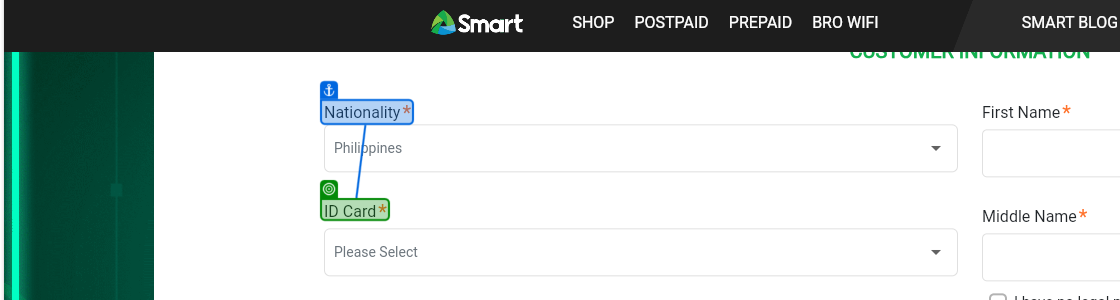 Smart SHOP POSTPAID PREPAID BRO WIFI SMART BLOG
CUSTOMER INFORMATION
Nationality*
Philippines
ID Card*
Please Select
First Name*
Middle Name*
I have no legal